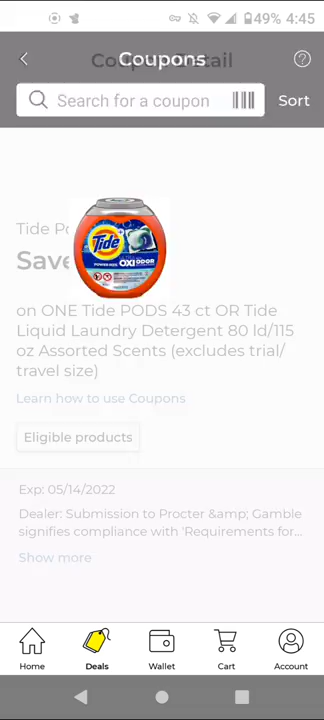 49% 4:45
Coupons
Coupon Detail
Search for a coupon
Sort
Tide
Save
Tide
POWER PODS
ULTRA OXI
ODOR
on ONE Tide PODS 43 ct OR Tide
Liquid Laundry Detergent 80 ld/115
oz Assorted Scents (excludes trial/
travel size)
Learn how to use Coupons
Eligible products
Exp: 05/14/2022
Dealer: Submission to Procter &amp; Gamble
signifies compliance with 'Requirements for...
Show more
Home
Deals
Wallet
Cart
Account